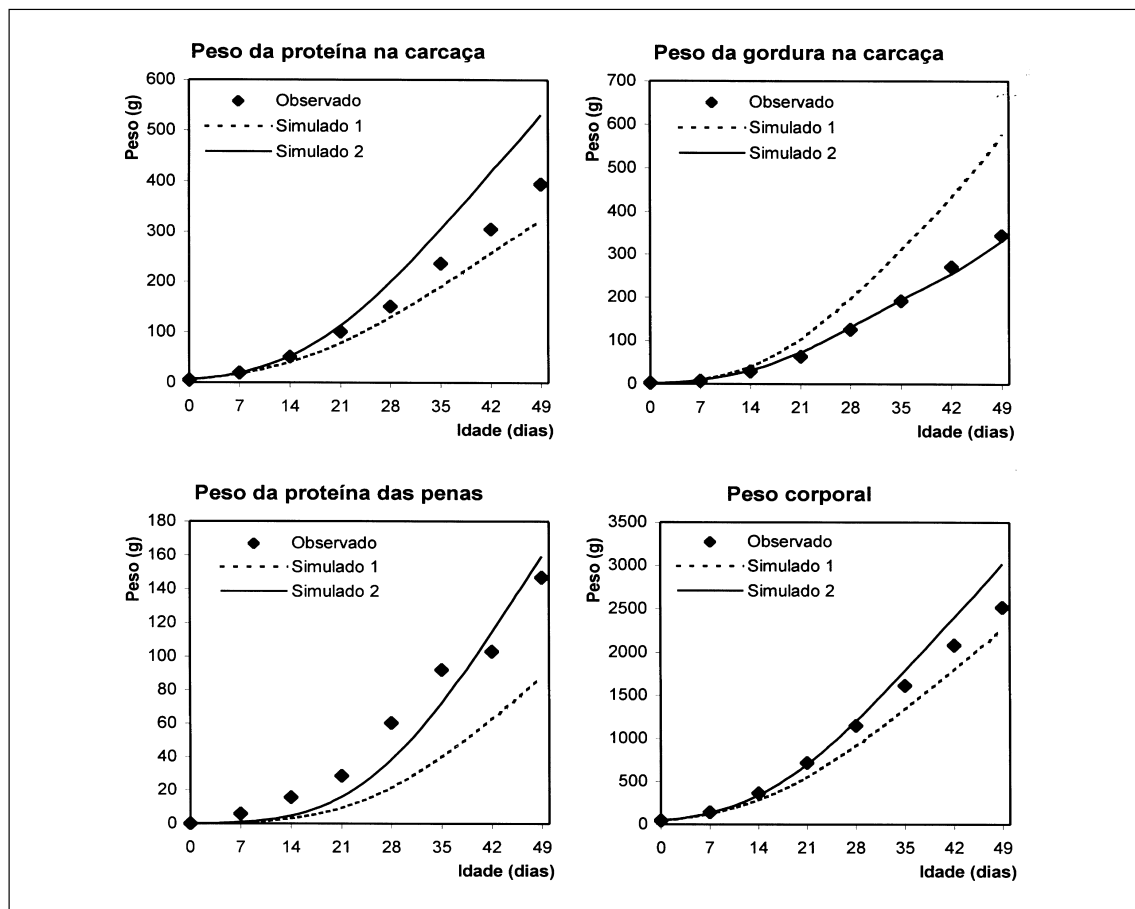 Peso da proteína na carcaça
Peso (g)
600
500
400
300
200
100
0
Observado
Simulado 1
Simulado 2
0 7 14 21 28 35 42 49
Idade (dias)
Peso da gordura na carcaça
Peso (g)
700
600
500
400
300
200
100
0
Observado
Simulado 1
Simulado 2
0 7 14 21 28 35 42 49
Idade (dias)
Peso da proteína das penas
Peso (g)
180
160
140
120
100
80
60
40
20
0
Observado
Simulado 1
Simulado 2
0 7 14 21 28 35 42 49
Idade (dias)
Peso corporal
Peso (g)
3500
3000
2500
2000
1500
1000
500
0
Observado
Simulado 1
Simulado 2
0 7 14 21 28 35 42 49
Idade (dias)